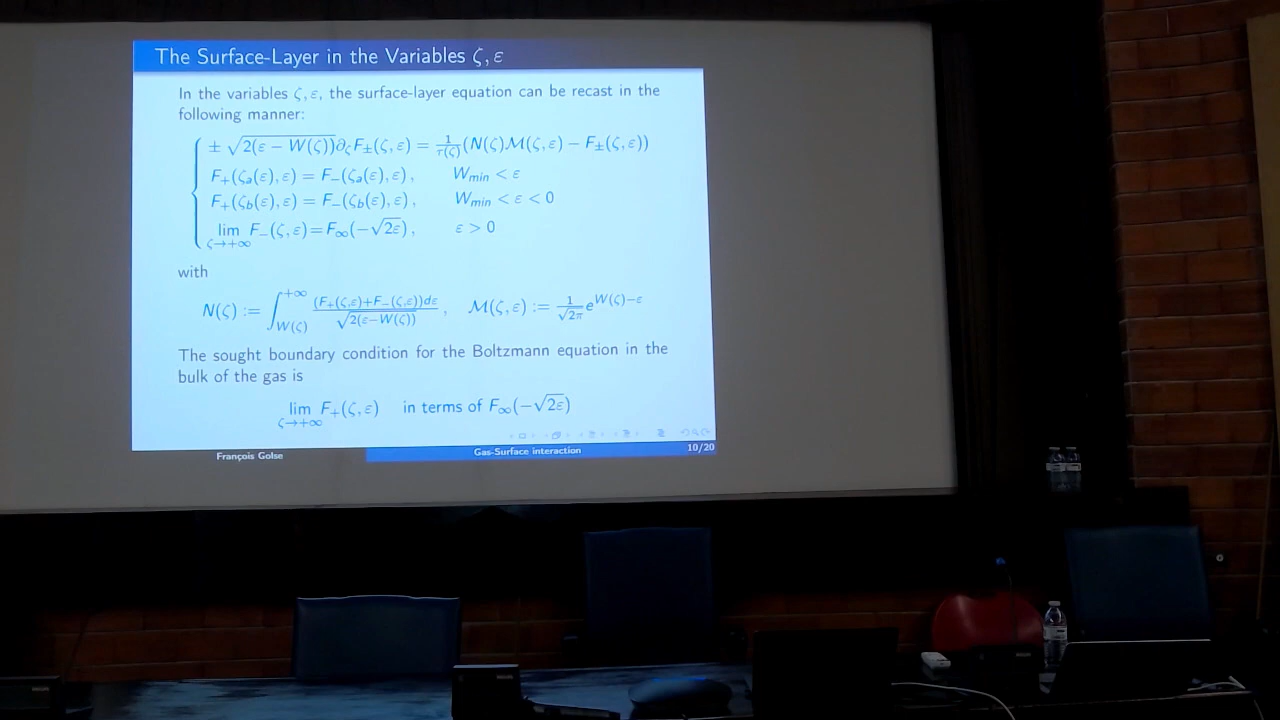 The Surface-Layer in the Variables ζ, ε
In the variables ζ, ε, the surface-layer equation can be recast in the
following manner:
± √2(ε − W(ζ))∂ζF±(ζ, ε) = 1/τ(ζ) (N(ζ)ℳ(ζ, ε) − F±(ζ, ε))
F₊(ζₐ(ε), ε) = F₋(ζₐ(ε), ε), Wmin < ε
F₊(ζb(ε), ε) = F₋(ζb(ε), ε), Wmin < ε < 0
lim ζ→+∞ F₋(ζ, ε)=F∞(−√2ε), ε > 0
with
N(ζ) := ∫_{W(ζ)}^{+∞} (F₊(ζ,ε)+F₋(ζ,ε))dε / √2(ε−W(ζ)), ℳ(ζ, ε) := 1/√2π e^{W(ζ)−ε}
The sought boundary condition for the Boltzmann equation in the
bulk of the gas is
lim ζ→+∞ F₊(ζ, ε) in terms of F∞(−√2ε)
François Golse Gas-Surface interaction 10/20